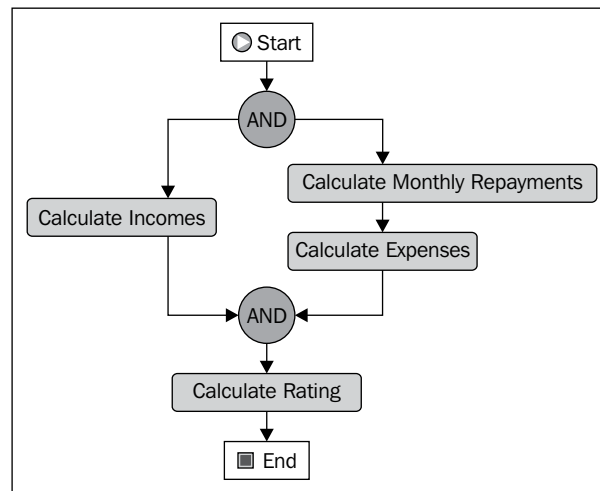 Start
AND
Calculate Monthly Repayments
Calculate Incomes
Calculate Expenses
AND
Calculate Rating
End